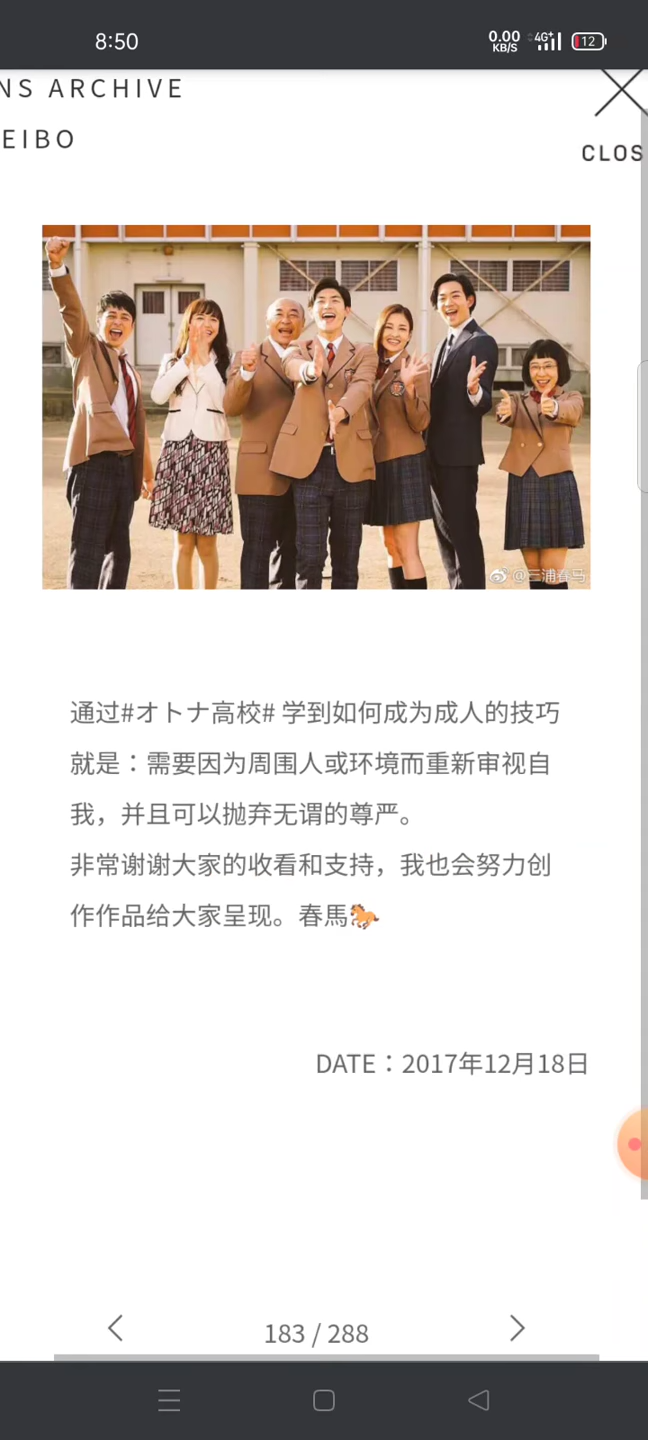 8:50
0.00
KB/S
4G+
12
NS ARCHIVE
EIBO
CLOS
@三浦春马
通过#オトナ高校# 学到如何成为成人的技巧
就是：需要因为周围人或环境而重新审视自
我，并且可以抛弃无谓的尊严。
非常谢谢大家的收看和支持，我也会努力创
作作品给大家呈现。春馬🐎
DATE：2017年12月18日
183 / 288